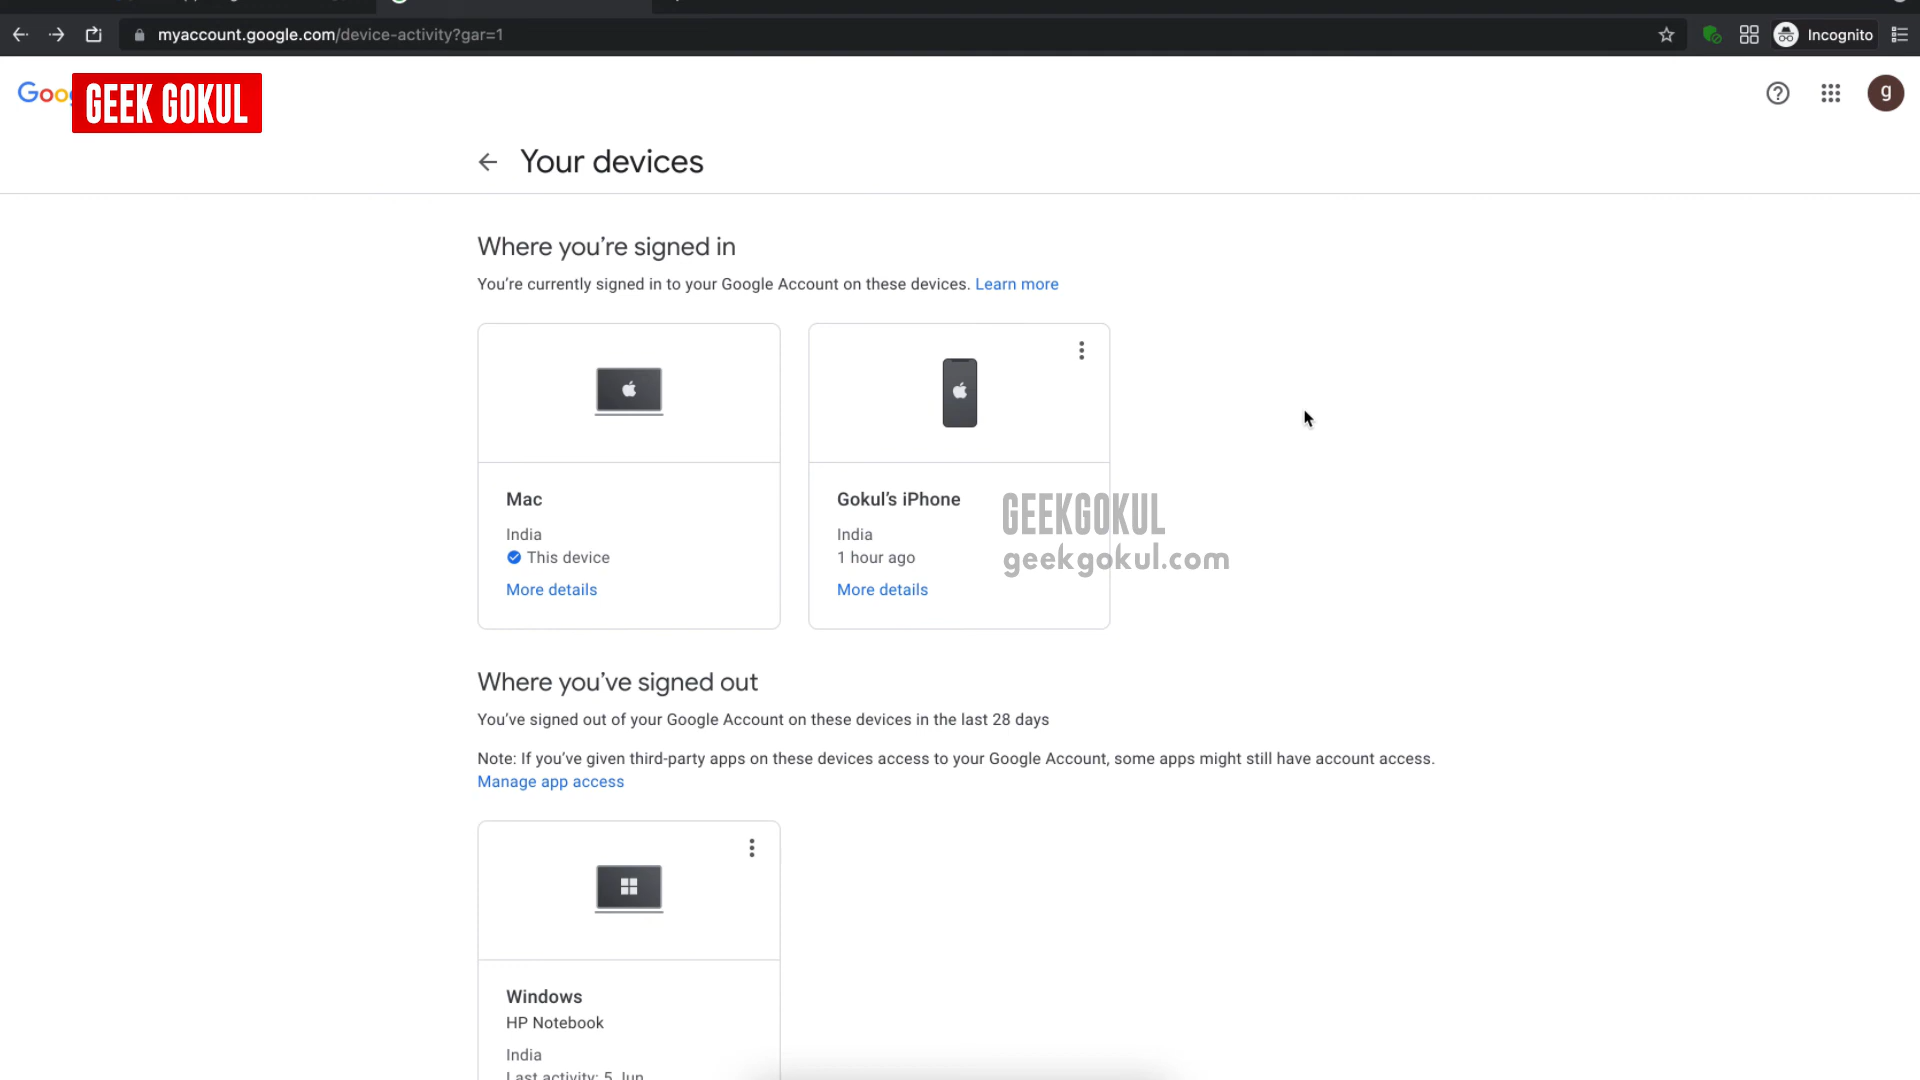 myaccount.google.com/device-activity?gar=1
Incognito
Goog
GEEK GOKUL
g
Your devices
Where you're signed in
You're currently signed in to your Google Account on these devices. Learn more
Mac
India
This device
More details
Gokul's iPhone
India
1 hour ago
More details
GEEKGOKUL
geekgokul.com
Where you've signed out
You've signed out of your Google Account on these devices in the last 28 days
Note: If you've given third-party apps on these devices access to your Google Account, some apps might still have account access.
Manage app access
Windows
HP Notebook
India
Last activity: 5 Jun